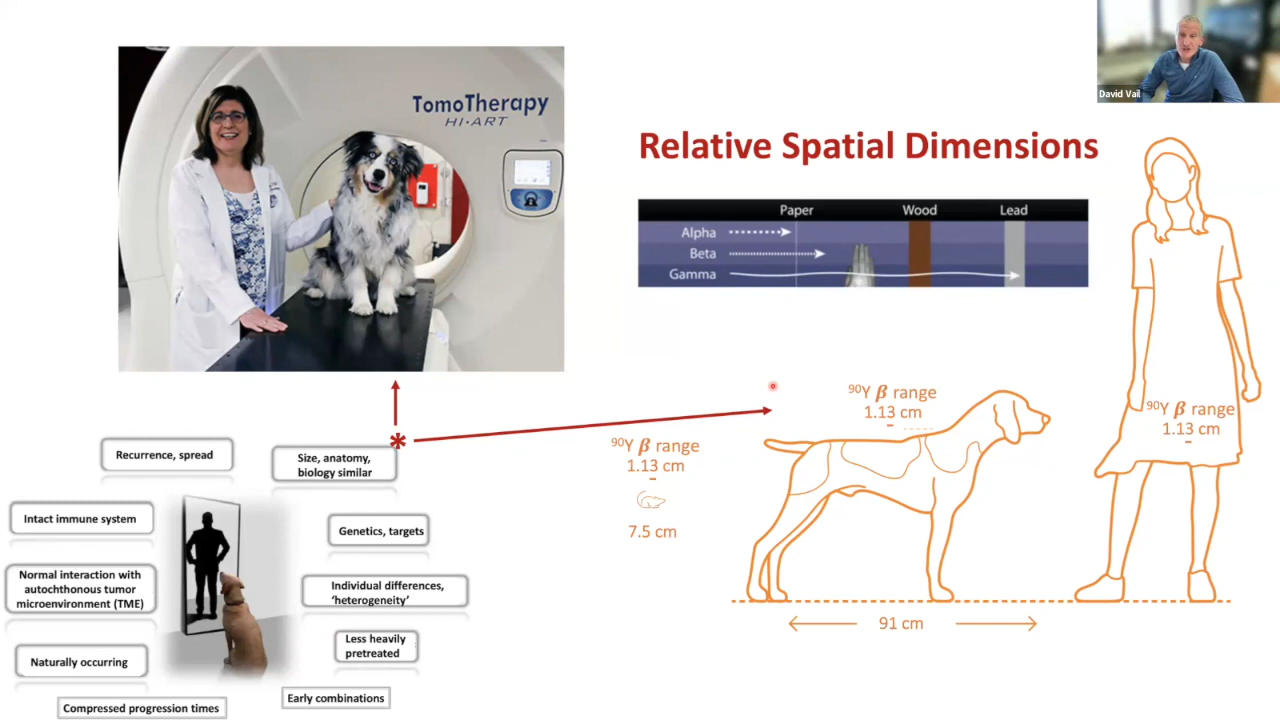 David Vail
TomoTherapy
HI·ART
Relative Spatial Dimensions
Paper
Wood
Lead
Alpha
Beta
Gamma
⁹⁰Y β range
1.13 cm
⁹⁰Y β range
1.13 cm
⁹⁰Y β range
1.13 cm
7.5 cm
91 cm
*
Recurrence, spread
Size, anatomy,
biology similar
Intact immune system
Genetics, targets
Normal interaction with
autochthonous tumor
microenvironment (TME)
Individual differences,
‘heterogeneity’
Less heavily
pretreated
Naturally occurring
Early combinations
Compressed progression times